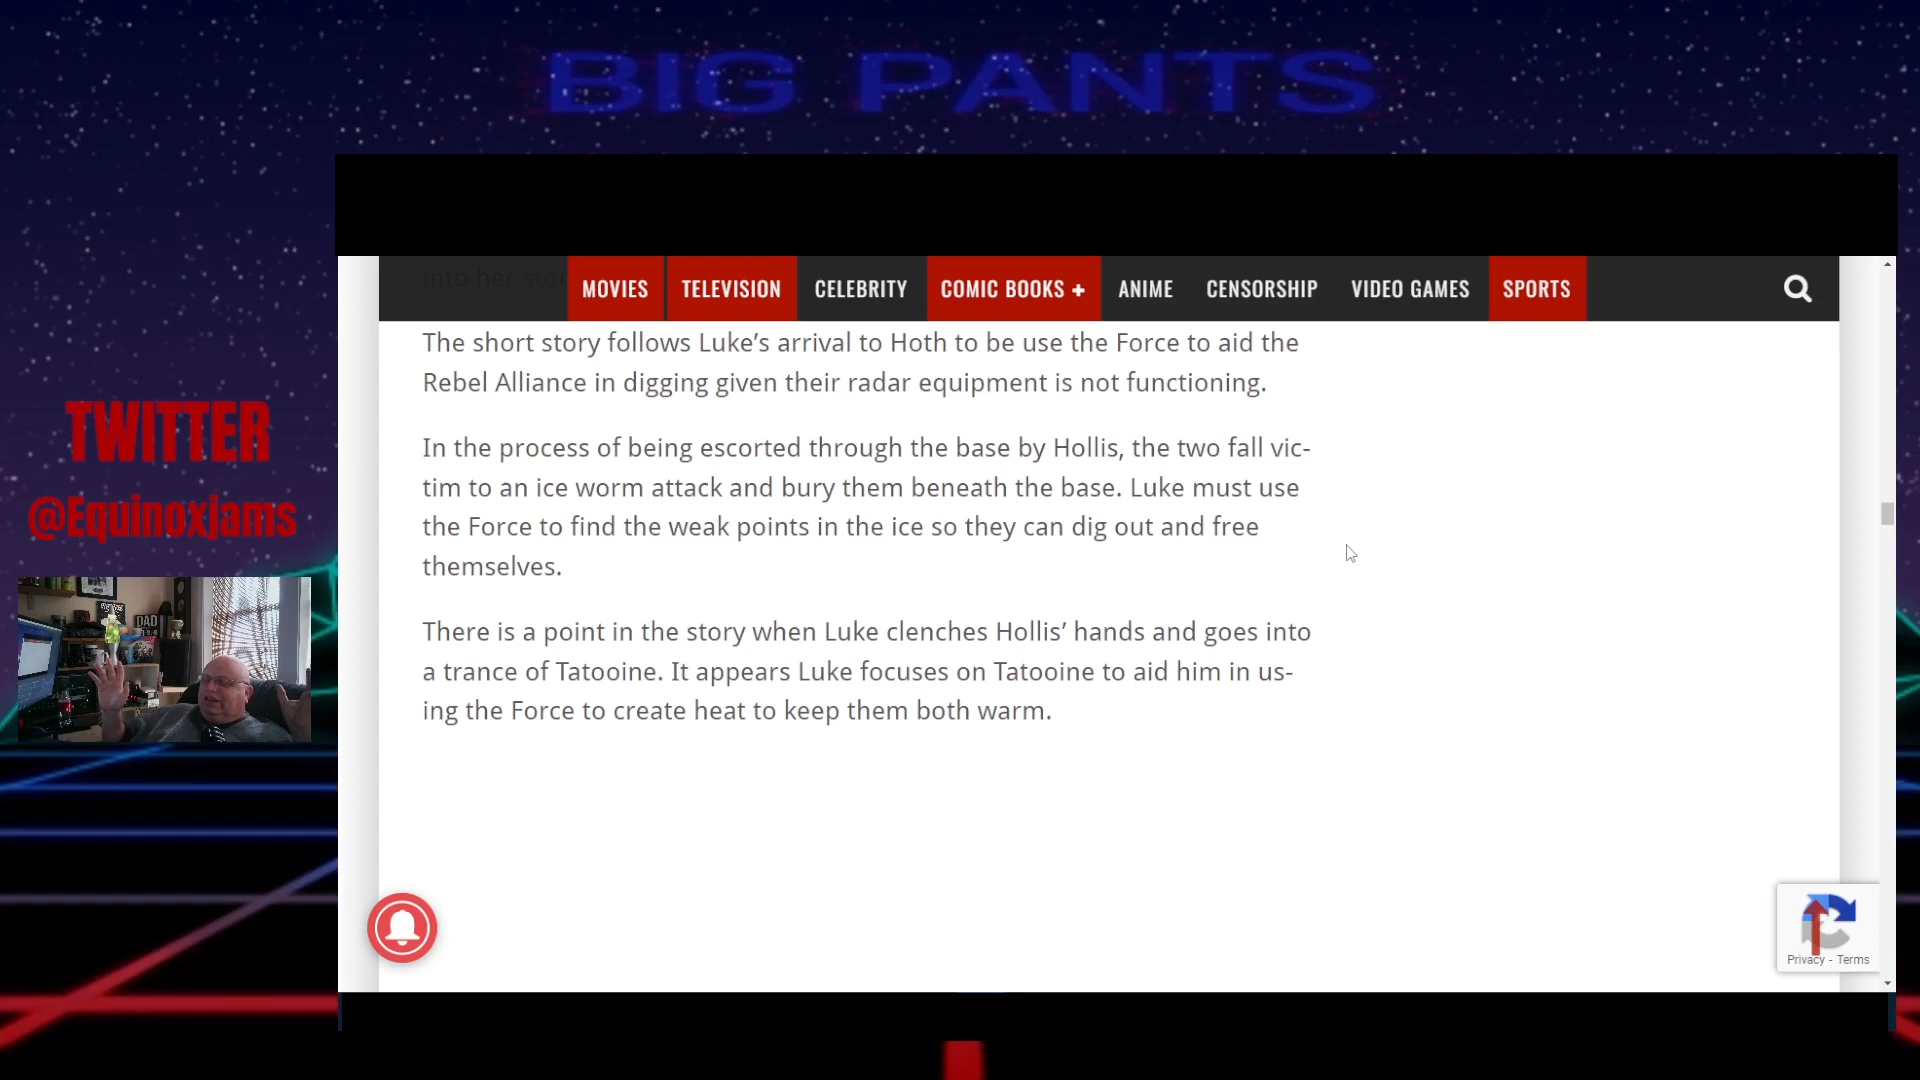 BIG PANTS
into her stor
MOVIES TELEVISION CELEBRITY COMIC BOOKS + ANIME CENSORSHIP VIDEO GAMES SPORTS
The short story follows Luke’s arrival to Hoth to be use the Force to aid the
Rebel Alliance in digging given their radar equipment is not functioning.
In the process of being escorted through the base by Hollis, the two fall vic-
tim to an ice worm attack and bury them beneath the base. Luke must use
the Force to find the weak points in the ice so they can dig out and free
themselves.
There is a point in the story when Luke clenches Hollis’ hands and goes into
a trance of Tatooine. It appears Luke focuses on Tatooine to aid him in us-
ing the Force to create heat to keep them both warm.
TWITTER
@Equinoxjams
DAD
Privacy - Terms